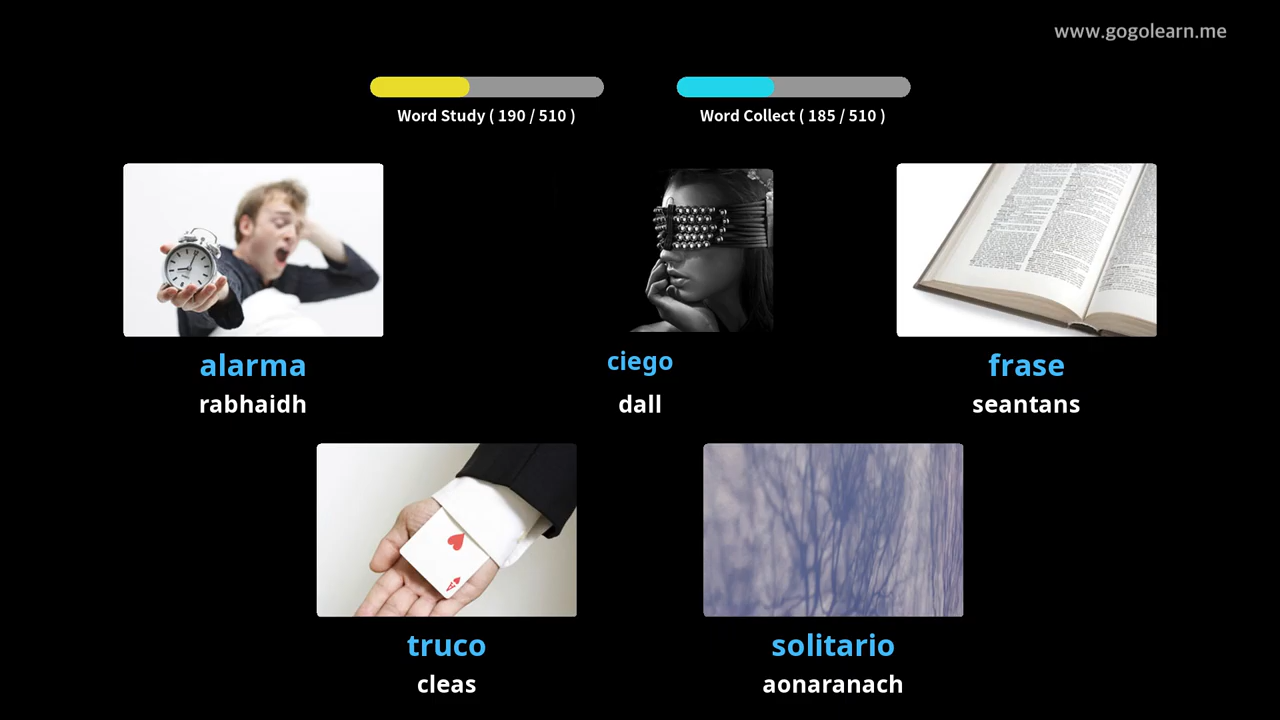 www.gogolearn.me
Word Study ( 190 / 510 )
Word Collect ( 185 / 510 )
alarma
rabhaidh
ciego
dall
frase
seantans
truco
cleas
solitario
aonaranach